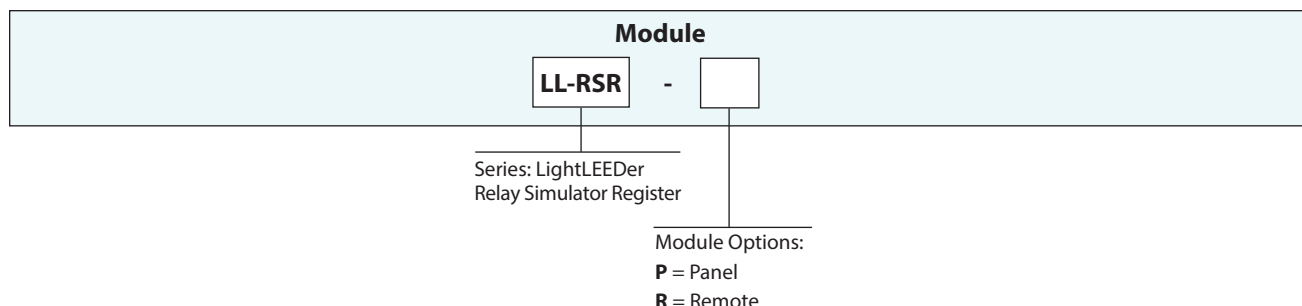 Module
LL-RSR -
Series: LightLEEDer
Relay Simulator Register
Module Options:
P = Panel
R = Remote